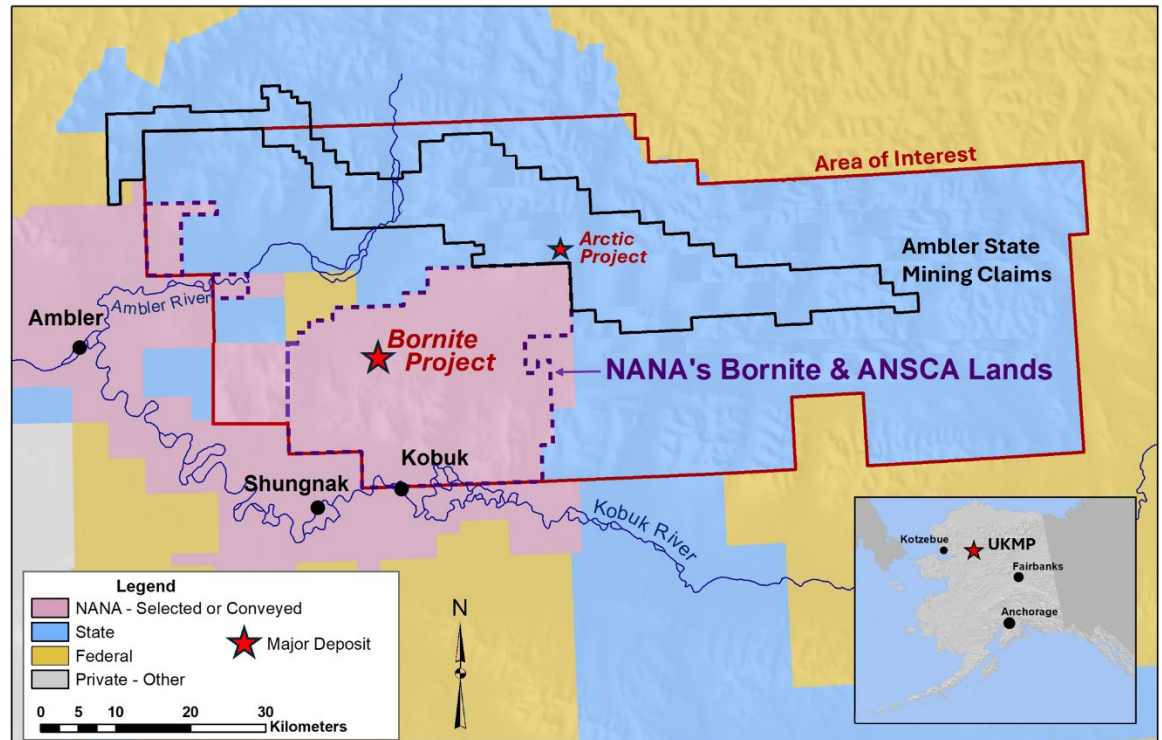 Area of Interest
Arctic
Project
Ambler State
Mining Claims
Ambler River
Ambler
Bornite
Project
NANA's Bornite & ANSCA Lands
Kobuk
Shungnak
Kobuk River
Legend
NANA - Selected or Conveyed
State
Federal
Private - Other
Major Deposit
0 5 10 20 30
Kilometers
N
Kotzebue
UKMP
Fairbanks
Anchorage